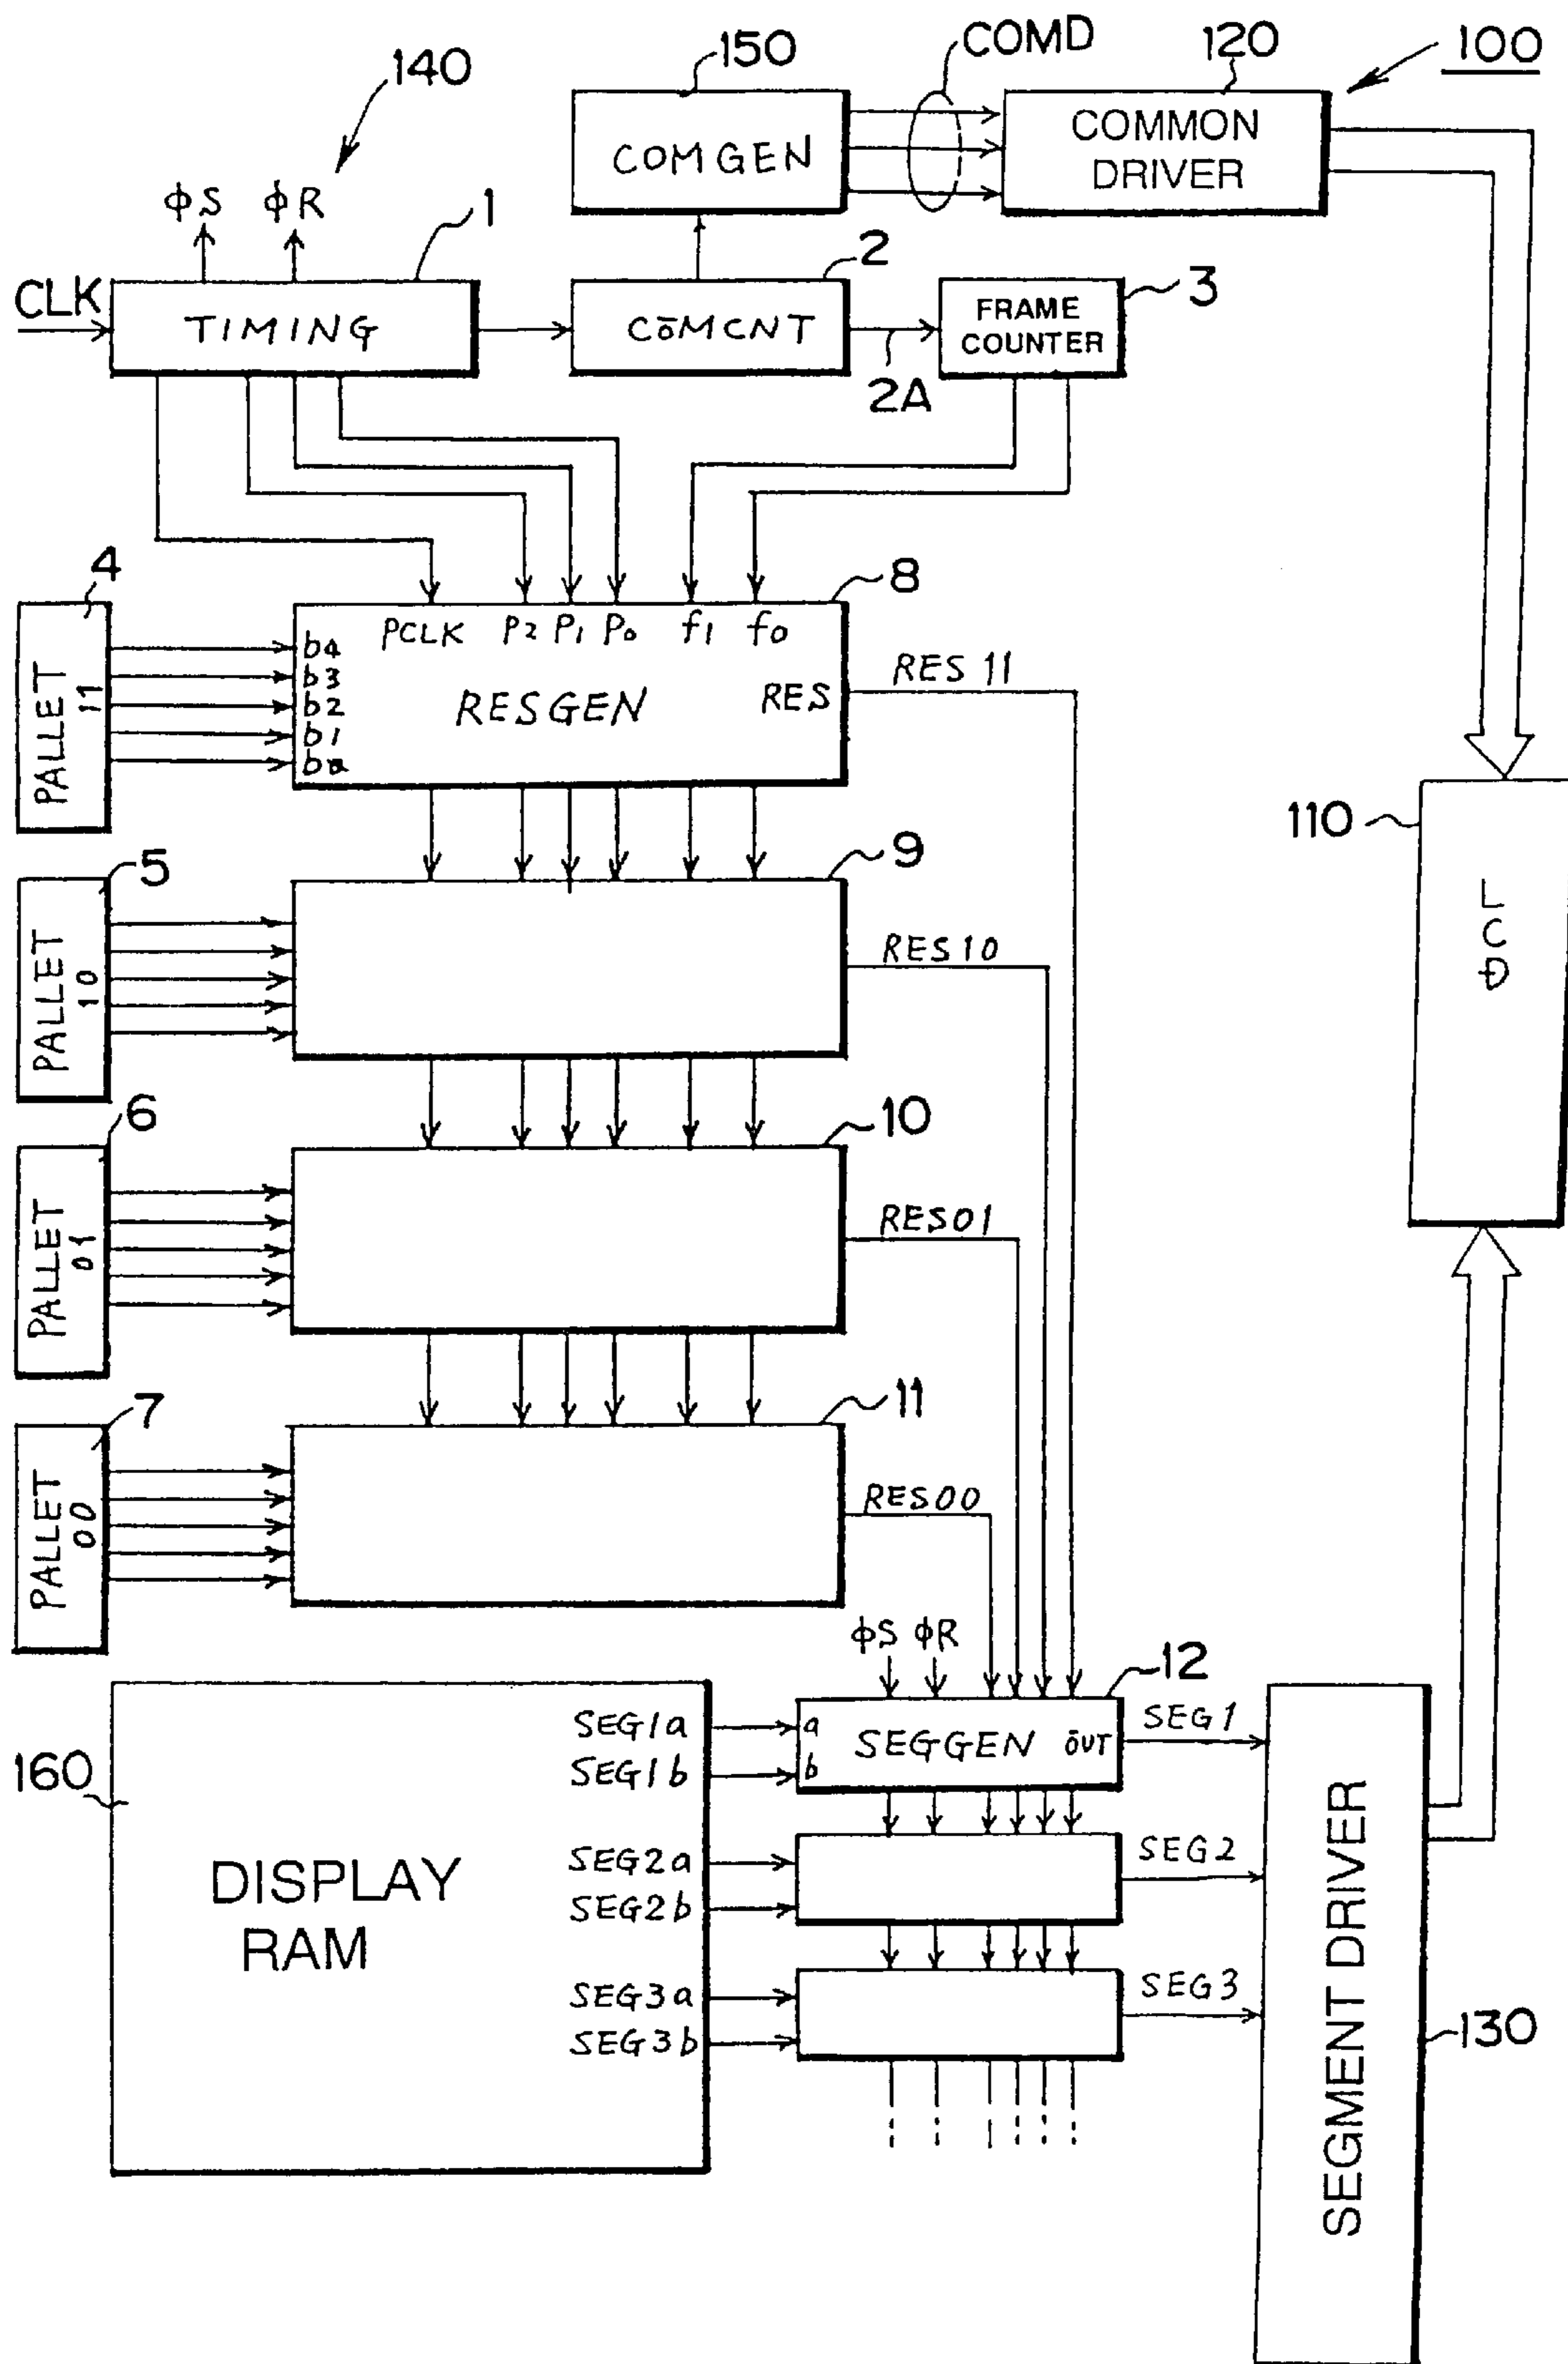 140
150
COMD
120
100
COMGEN
COMMON
DRIVER
ϕS
ϕR
1
2
3
CLK
TIMING
COMCNT
2A
FRAME
COUNTER
4
8
PALLET
11
b4
b3
b2
b1
b0
PCLK
P2
P1
P0
f1
f0
RESGEN
RES
RES 11
110
LCD
5
9
PALLET
10
RES10
6
10
PALLET
01
RES01
7
11
PALLET
00
RES00
ϕS
ϕR
12
160
DISPLAY
RAM
SEG1a
SEG1b
a
b
SEGGEN
OUT
SEG1
SEG2a
SEG2b
SEG2
SEG3a
SEG3b
SEG3
SEGMENT DRIVER
130